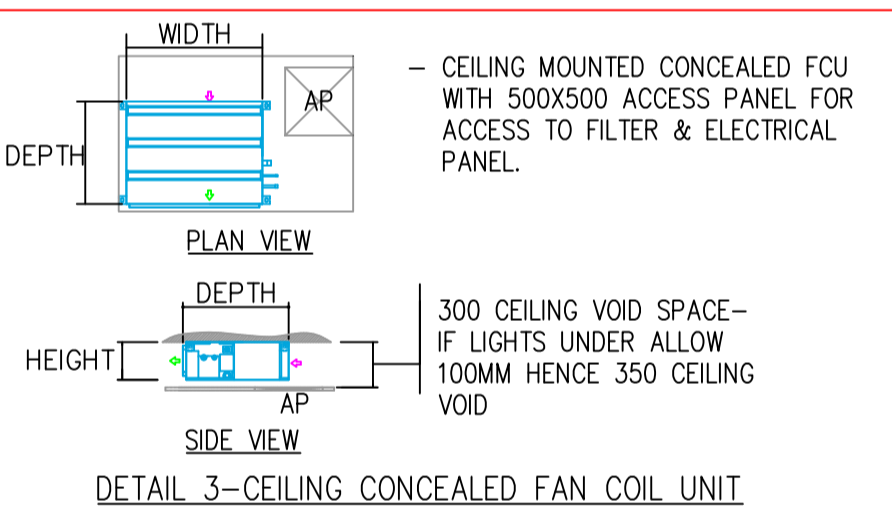 WIDTH
AP
DEPTH
PLAN VIEW
– CEILING MOUNTED CONCEALED FCU
WITH 500X500 ACCESS PANEL FOR
ACCESS TO FILTER & ELECTRICAL
PANEL.
DEPTH
HEIGHT
AP
SIDE VIEW
300 CEILING VOID SPACE–
IF LIGHTS UNDER ALLOW
100MM HENCE 350 CEILING
VOID
DETAIL 3–CEILING CONCEALED FAN COIL UNIT